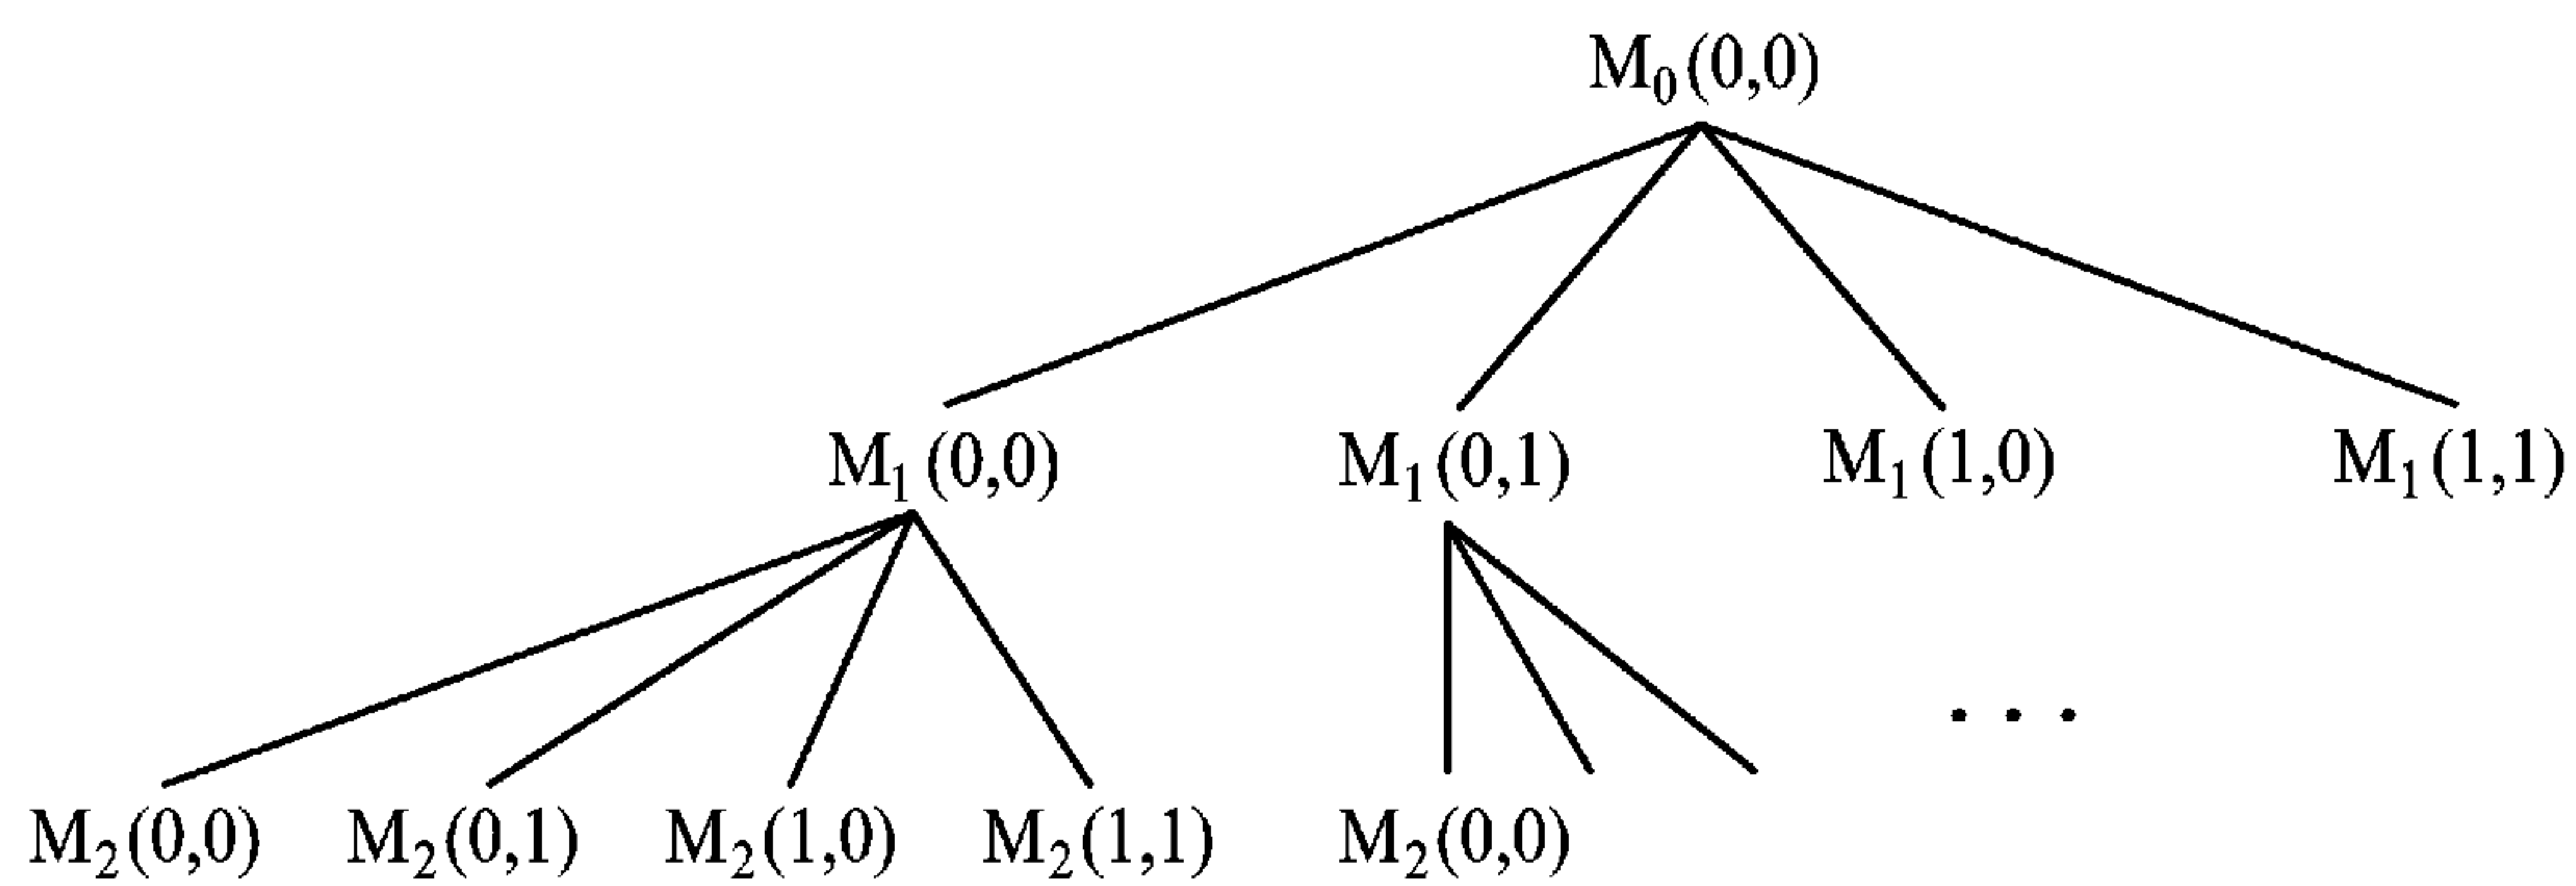 M₀(0,0)
M₁(0,0) M₁(0,1) M₁(1,0) M₁(1,1)
. . .
M₂(0,0) M₂(0,1) M₂(1,0) M₂(1,1) M₂(0,0)